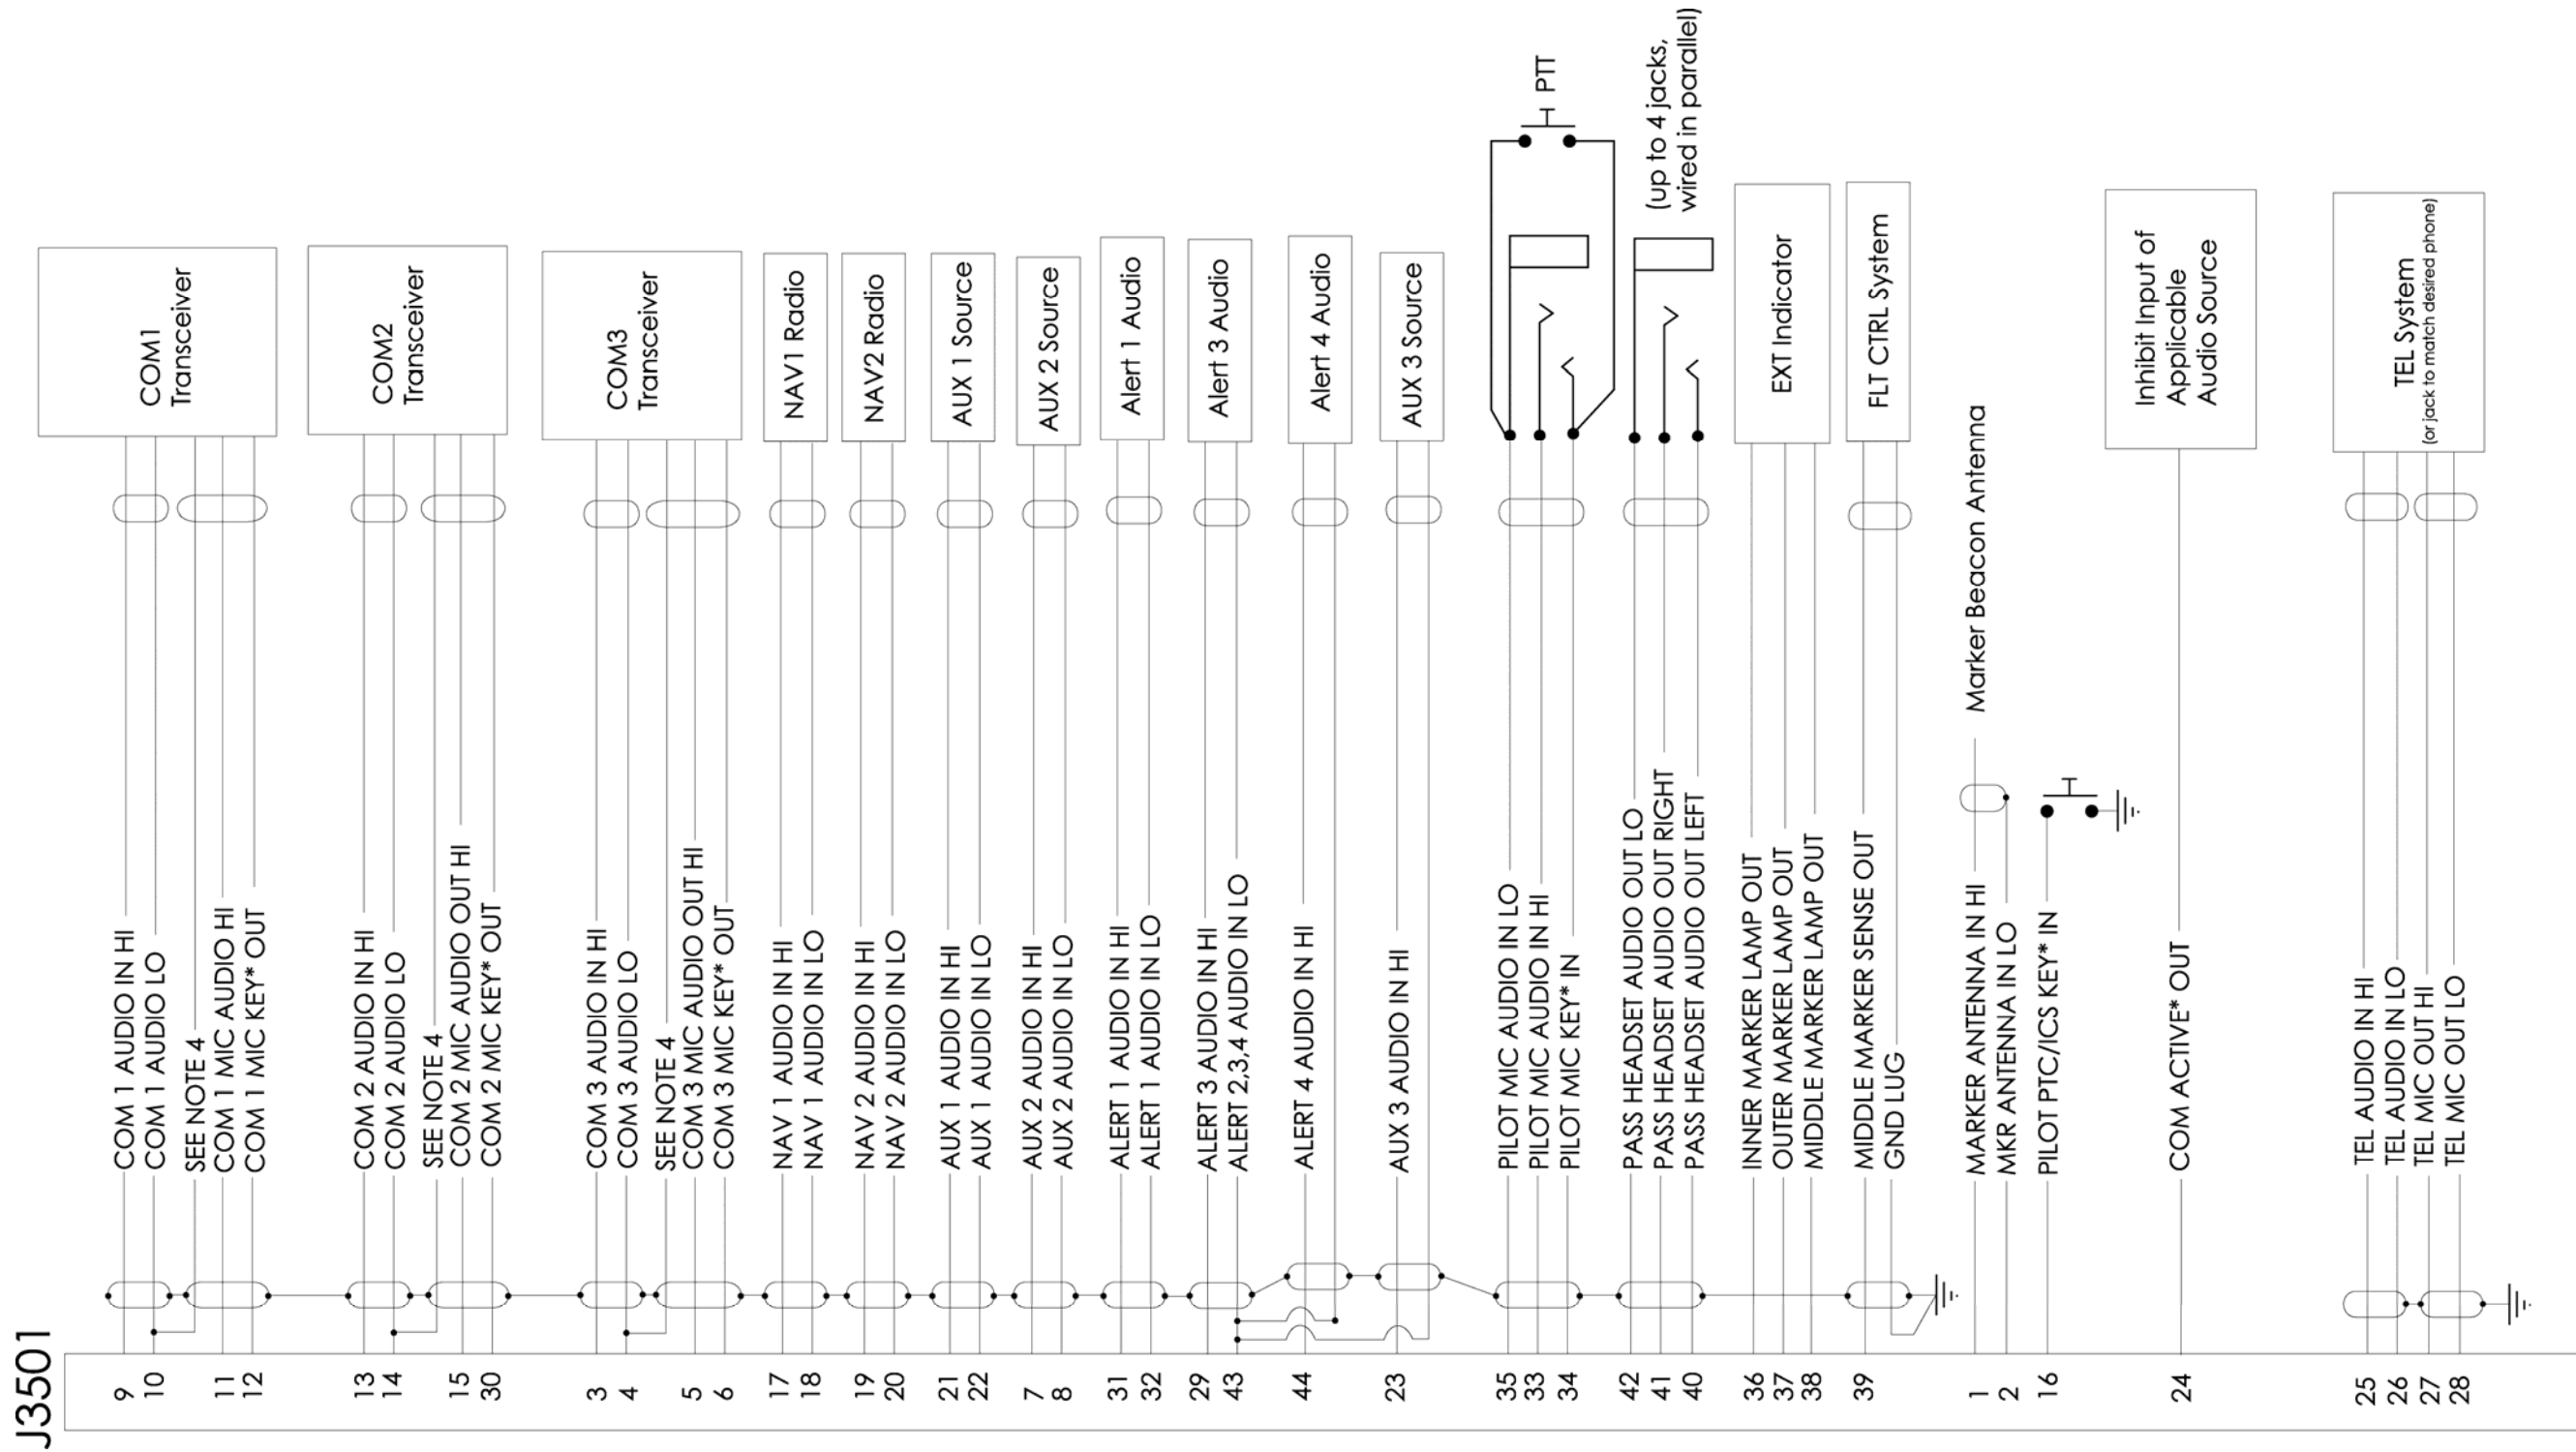 J3501
9
10
11
12
13
14
15
30
3
4
5
6
17
18
19
20
21
22
7
8
31
32
29
43
44
23
35
33
34
42
41
40
36
37
38
39
1
2
16
24
25
26
27
28
COM 1 AUDIO IN HI
COM 1 AUDIO LO
SEE NOTE 4
COM 1 MIC AUDIO HI
COM 1 MIC KEY* OUT
COM 2 AUDIO IN HI
COM 2 AUDIO LO
SEE NOTE 4
COM 2 MIC AUDIO OUT HI
COM 2 MIC KEY* OUT
COM 3 AUDIO IN HI
COM 3 AUDIO LO
SEE NOTE 4
COM 3 MIC AUDIO OUT HI
COM 3 MIC KEY* OUT
NAV 1 AUDIO IN HI
NAV 1 AUDIO IN LO
NAV 2 AUDIO IN HI
NAV 2 AUDIO IN LO
AUX 1 AUDIO IN HI
AUX 1 AUDIO IN LO
AUX 2 AUDIO IN HI
AUX 2 AUDIO IN LO
ALERT 1 AUDIO IN HI
ALERT 1 AUDIO IN LO
ALERT 3 AUDIO IN HI
ALERT 2,3,4 AUDIO IN LO
ALERT 4 AUDIO IN HI
AUX 3 AUDIO IN HI
PILOT MIC AUDIO IN LO
PILOT MIC AUDIO IN HI
PILOT MIC KEY* IN
PASS HEADSET AUDIO OUT LO
PASS HEADSET AUDIO OUT RIGHT
PASS HEADSET AUDIO OUT LEFT
INNER MARKER LAMP OUT
OUTER MARKER LAMP OUT
MIDDLE MARKER LAMP OUT
MIDDLE MARKER SENSE OUT
GND LUG
MARKER ANTENNA IN HI
MKR ANTENNA IN LO
PILOT PTC/ICS KEY* IN
COM ACTIVE* OUT
TEL AUDIO IN HI
TEL AUDIO IN LO
TEL MIC OUT HI
TEL MIC OUT LO
COM1
Transceiver
COM2
Transceiver
COM3
Transceiver
NAV1 Radio
NAV2 Radio
AUX 1 Source
AUX 2 Source
Alert 1 Audio
Alert 3 Audio
Alert 4 Audio
AUX 3 Source
PTT
(up to 4 jacks,
wired in parallel)
EXT Indicator
FLT CTRL System
Marker Beacon Antenna
Inhibit Input of
Applicable
Audio Source
TEL System
(or jack to match desired phone)